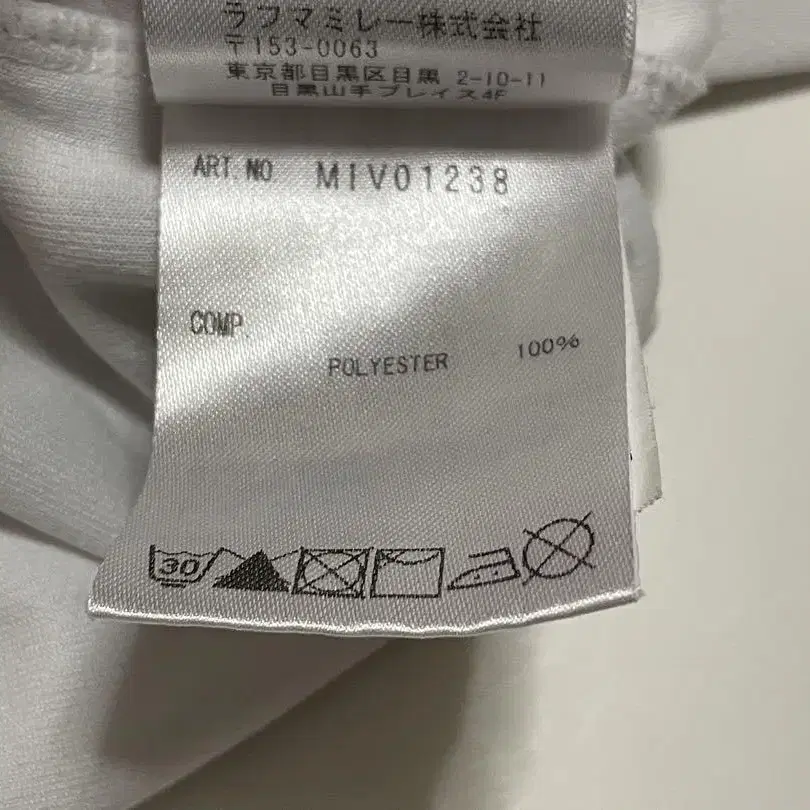 ラフマミレー株式会社
〒153-0063
東京都目黒区目黒 2-10-11
目黒山手プレイス4F
ART.NO MIV01238
COMP.
POLYESTER 100%
30